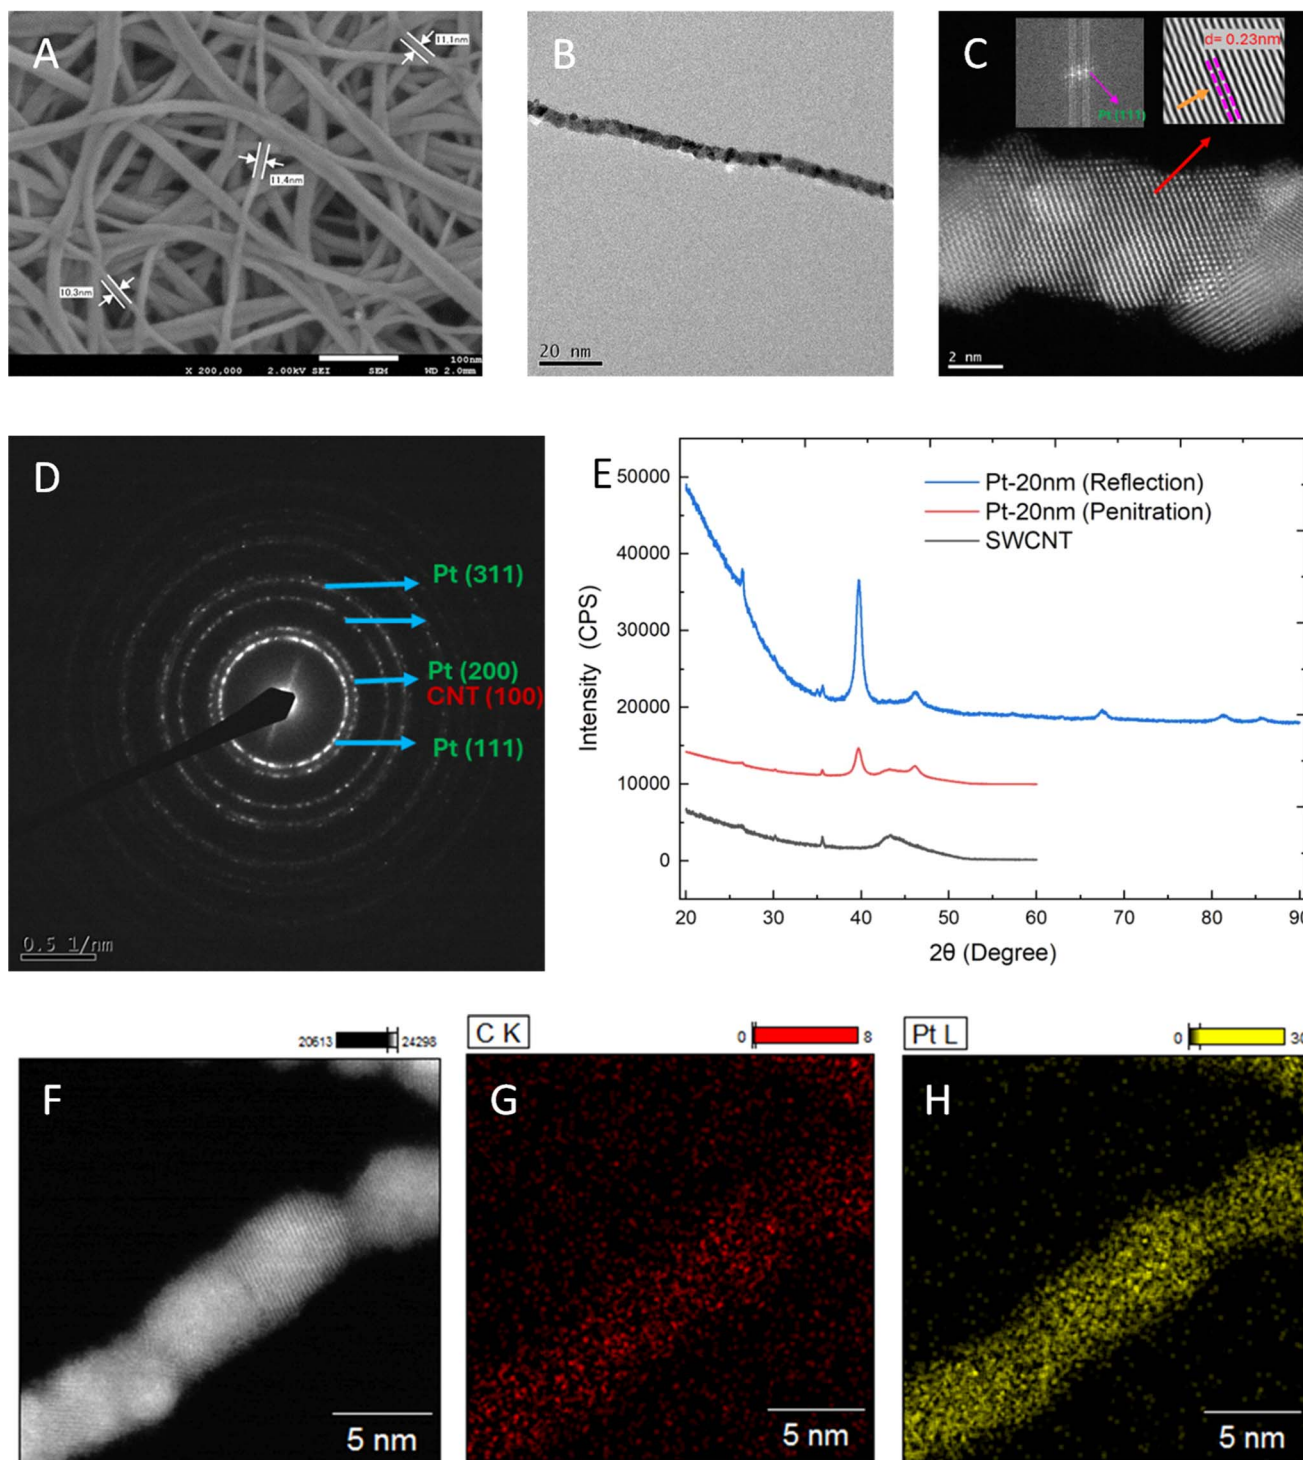 A
11,1nm
11,4nm
10,3nm
100nm
X 200,000 2.00kV SEI SEM WD 2.0mm
B
20 nm
C
Pt (111)
d= 0.23nm
2 nm
D
Pt (311)
Pt (200)
CNT (100)
Pt (111)
0.5 1/nm
E
Pt-20nm (Reflection)
Pt-20nm (Penitration)
SWCNT
Intensity (CPS)
50000
40000
30000
20000
10000
0
20 30 40 50 60 70 80 90
2θ (Degree)
20613 24298
F
5 nm
C K
0 8
G
5 nm
Pt L
0 30
H
5 nm